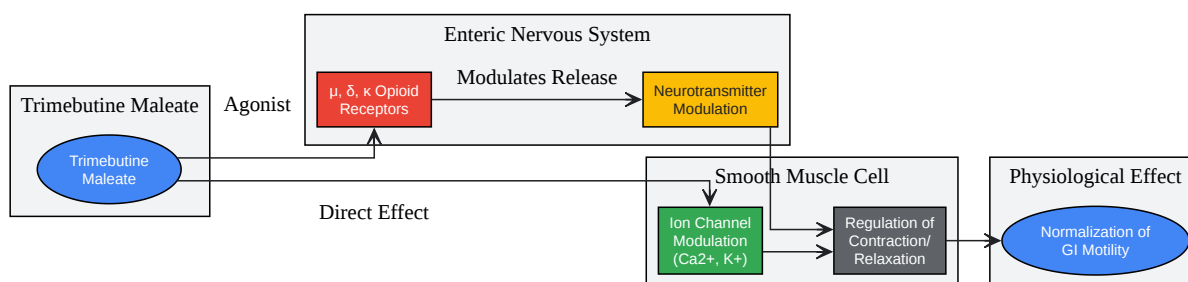 Enteric Nervous System
Modulates Release
μ, δ, κ Opioid
Receptors
Neurotransmitter
Modulation
Trimebutine Maleate
Agonist
Trimebutine
Maleate
Direct Effect
Smooth Muscle Cell
Ion Channel
Modulation
(Ca2+, K+)
Regulation of
Contraction/
Relaxation
Physiological Effect
Normalization of
GI Motility